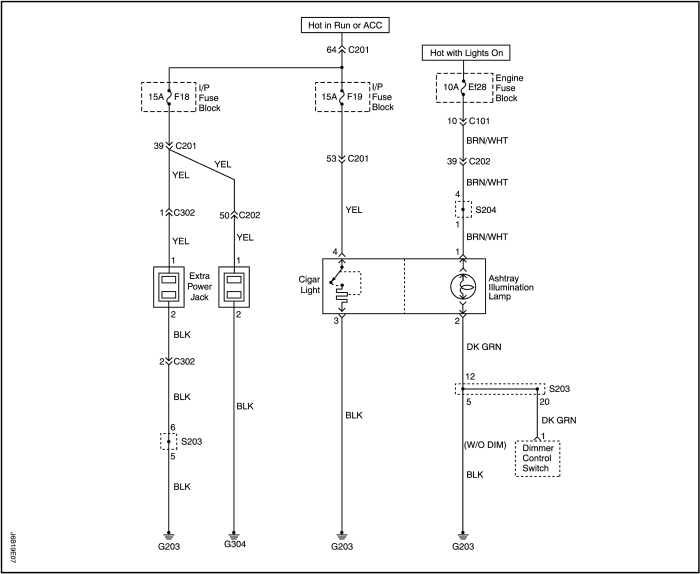 Hot in Run or ACC
64 C201
Hot with Lights On
15A F18
I/P
Fuse
Block
15A F19
I/P
Fuse
Block
10A Ef28
Engine
Fuse
Block
10 C101
BRN/WHT
39 C201
YEL
YEL
53 C201
39 C202
BRN/WHT
4
S204
1
1 C302
50 C202
YEL
BRN/WHT
YEL
YEL
4
1
1
1
Extra
Power
Jack
Cigar
Light
Ashtray
Illumination
Lamp
2
2
3
2
BLK
DK GRN
2 C302
12
S203
5
20
BLK
BLK
BLK
DK GRN
6
S203
5
(W/O DIM)
1
Dimmer
Control
Switch
BLK
BLK
G203
G304
G203
G203
J6B19E07